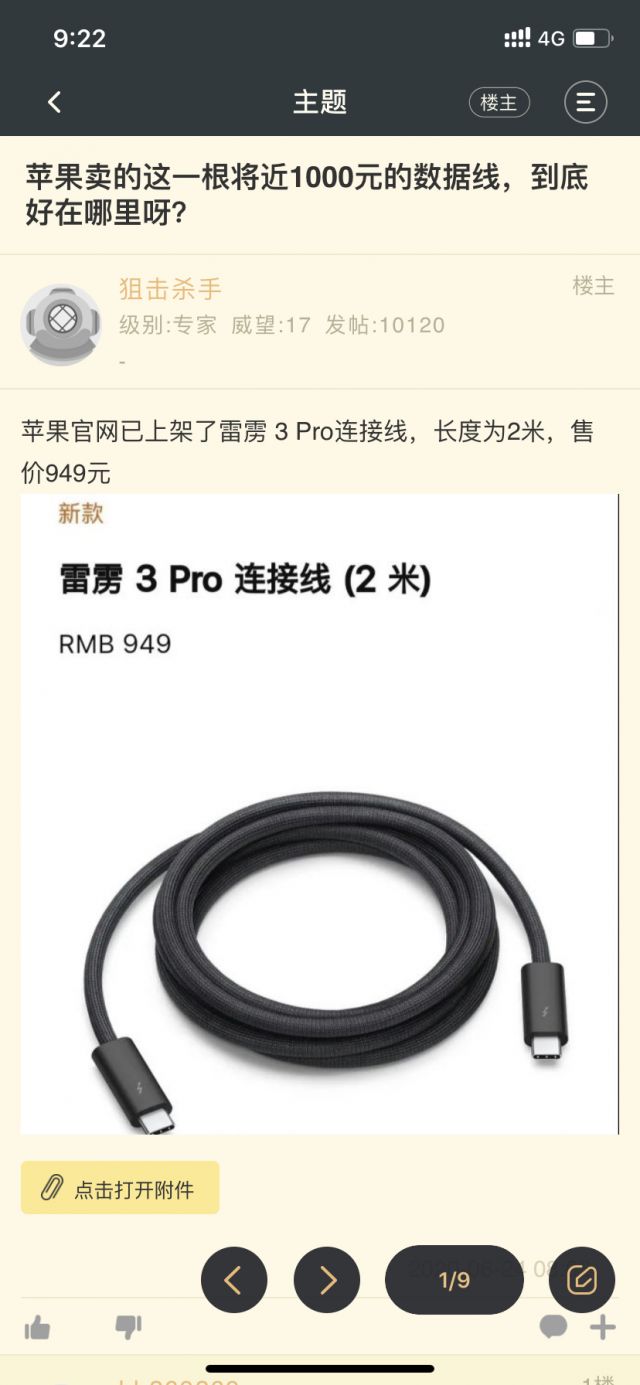 9:22
4G
主题
楼主
苹果卖的这一根将近1000元的数据线，到底
好在哪里呀？
狙击杀手
楼主
级别:专家 威望:17 发帖:10120
-
苹果官网已上架了雷雳 3 Pro连接线，长度为2米，售
价949元
新款
雷雳 3 Pro 连接线 (2 米)
RMB 949
点击打开附件
1/9
1楼